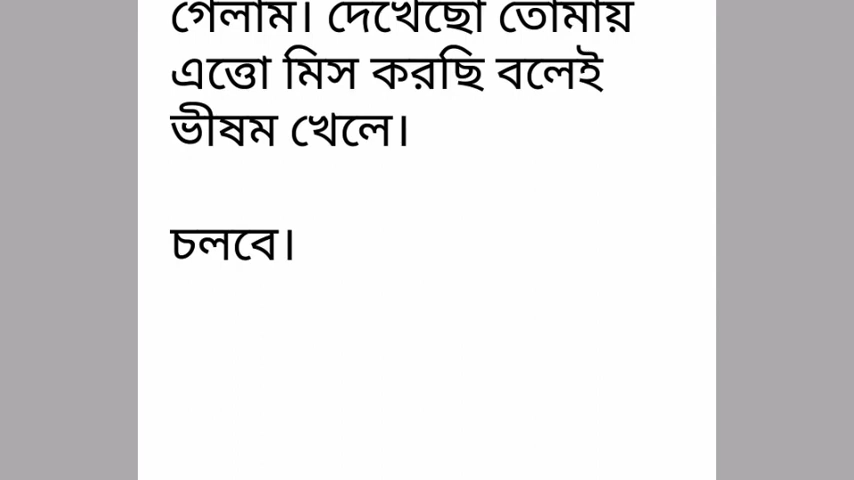 গেলাম। দেখেছো তোমায়
এত্তো মিস করছি বলেই
ভীষম খেলে।
চলবে।